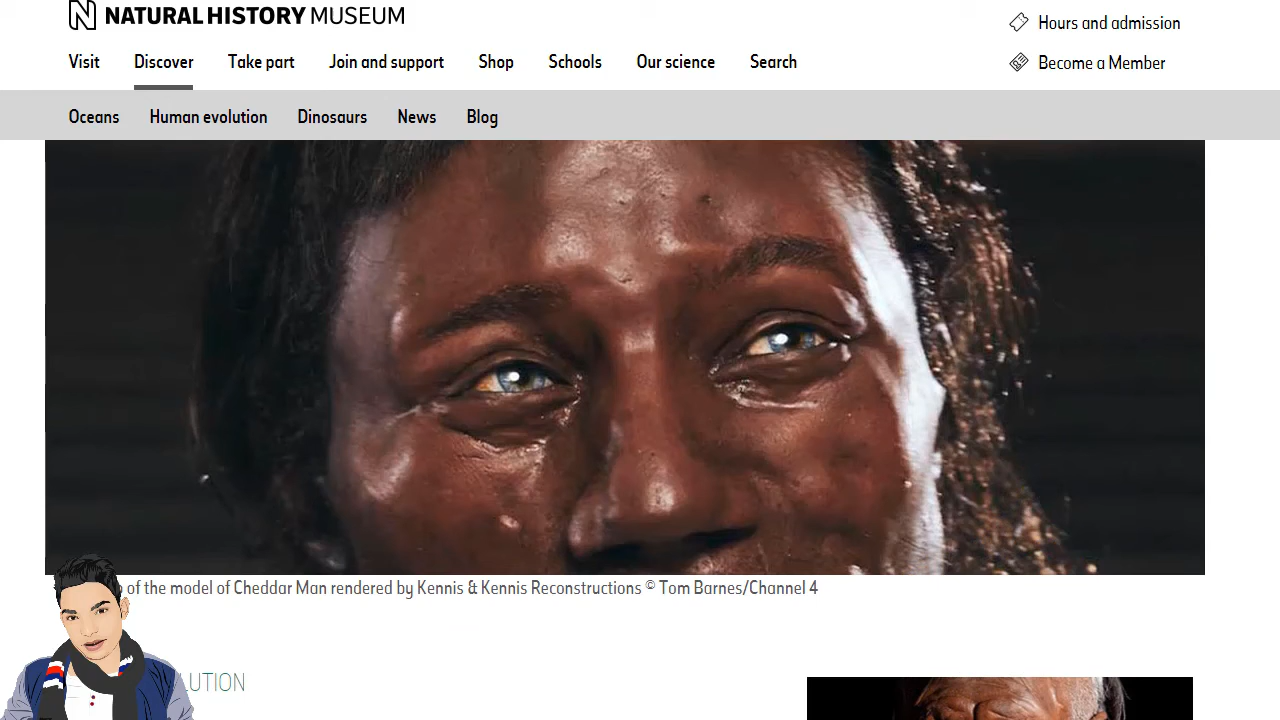 NATURAL HISTORY MUSEUM
Hours and admission
Visit Discover Take part Join and support Shop Schools Our science Search
Become a Member
Oceans Human evolution Dinosaurs News Blog
of the model of Cheddar Man rendered by Kennis & Kennis Reconstructions © Tom Barnes/Channel 4
LUTION